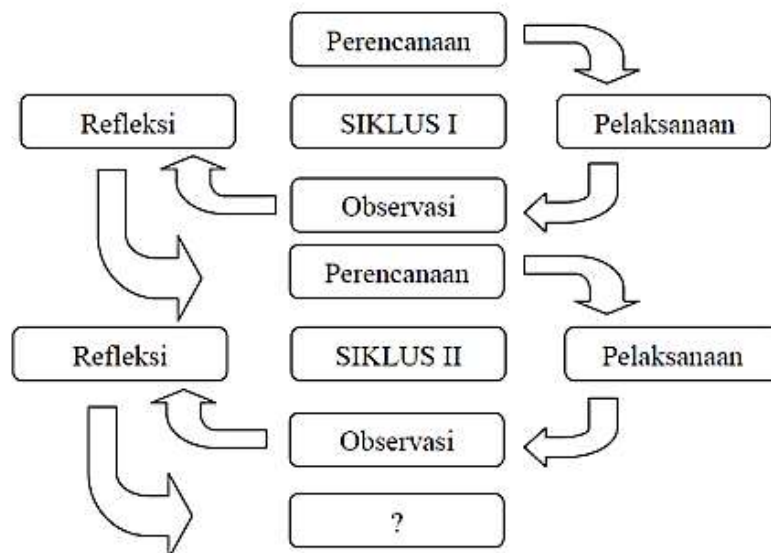 Perencanaan
Refleksi
SIKLUS I
Pelaksanaan
Observasi
Perencanaan
Refleksi
SIKLUS II
Pelaksanaan
Observasi
?